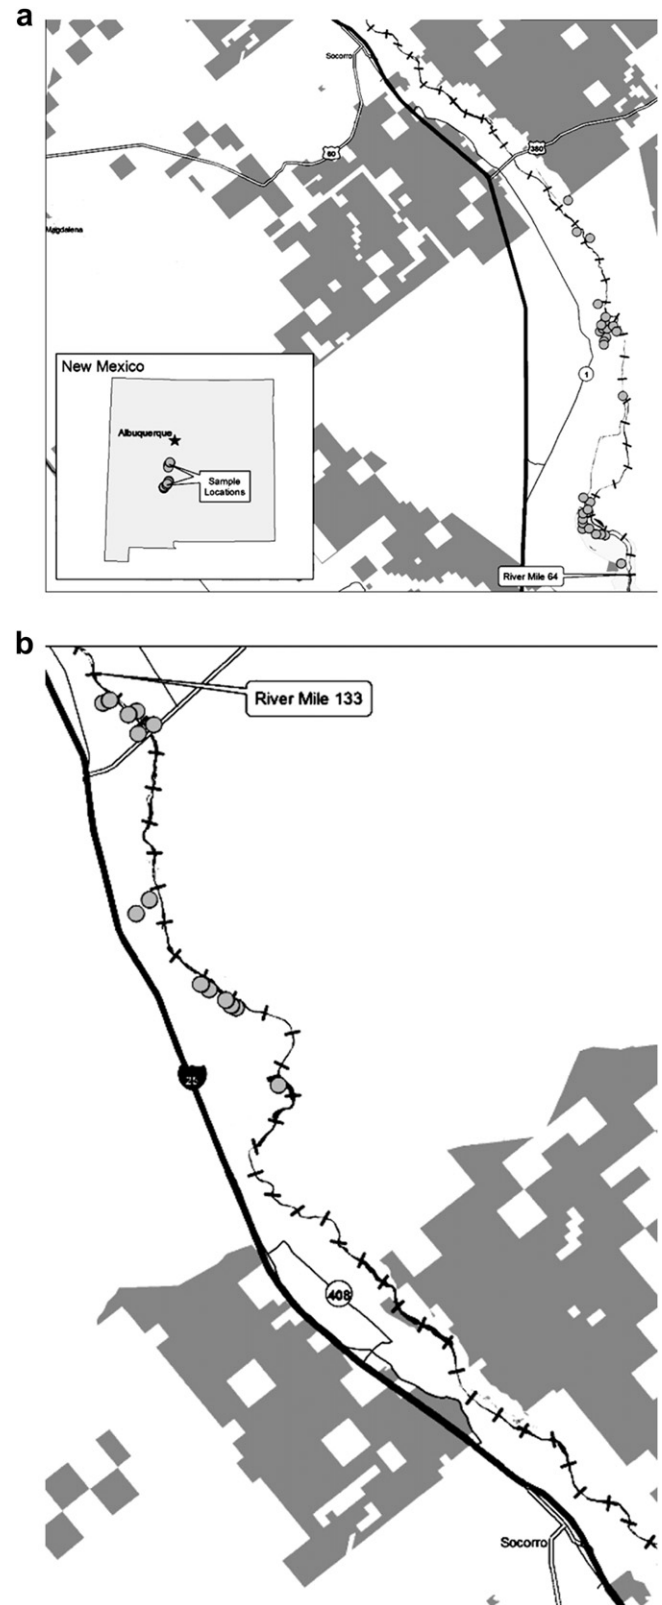 a
Socorro
60
380
Magdalena
1
New Mexico
Albuquerque
Sample
Locations
River Mile 64
b
River Mile 133
25
408
Socorro